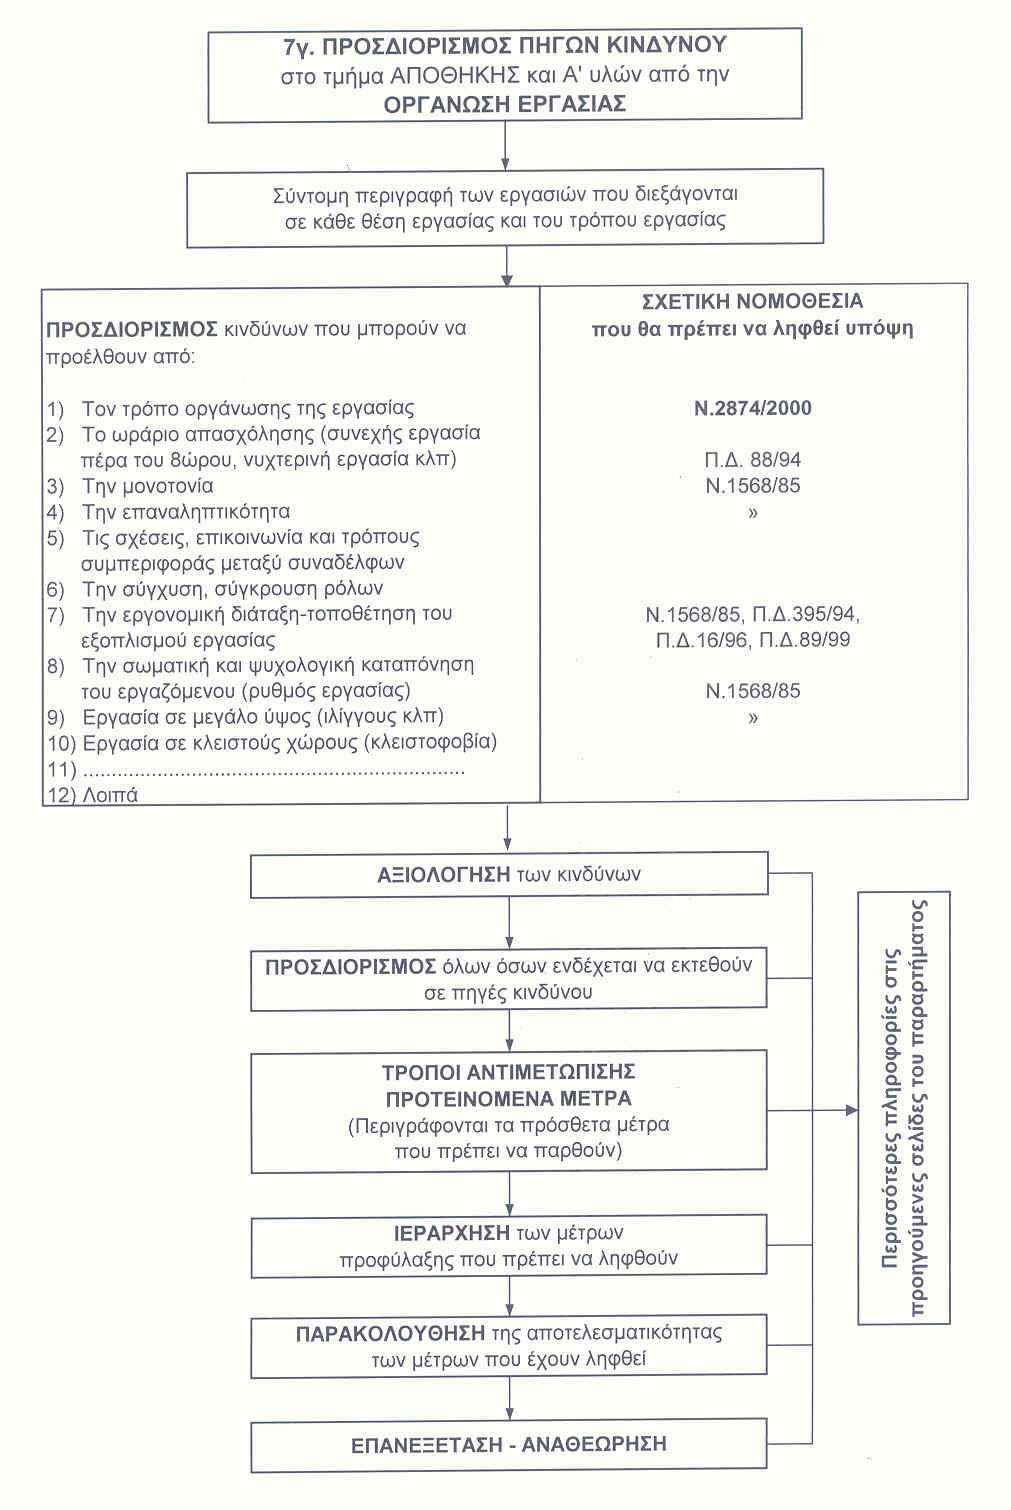 7γ. ΠΡΟΣΔΙΟΡΙΣΜΟΣ ΠΗΓΩΝ ΚΙΝΔΥΝΟΥ
στο τμήμα ΑΠΟΘΗΚΗΣ και Α' υλών από την
ΟΡΓΑΝΩΣΗ ΕΡΓΑΣΙΑΣ
Σύντομη περιγραφή των εργασιών που διεξάγονται
σε κάθε θέση εργασίας και του τρόπου εργασίας
ΠΡΟΣΔΙΟΡΙΣΜΟΣ κινδύνων που μπορούν να
προέλθουν από:
1) Τον τρόπο οργάνωσης της εργασίας
2) Το ωράριο απασχόλησης (συνεχής εργασία
πέρα του 8ώρου, νυχτερινή εργασία κλπ)
3) Την μονοτονία
4) Την επαναληπτικότητα
5) Τις σχέσεις, επικοινωνία και τρόπους
συμπεριφοράς μεταξύ συναδέλφων
6) Την σύγχυση, σύγκρουση ρόλων
7) Την εργονομική διάταξη-τοποθέτηση του
εξοπλισμού εργασίας
8) Την σωματική και ψυχολογική καταπόνηση
του εργαζόμενου (ρυθμός εργασίας)
9) Εργασία σε μεγάλο ύψος (ιλίγγους κλπ)
10) Εργασία σε κλειστούς χώρους (κλειστοφοβία)
11) ...................................................................
12) Λοιπά
ΣΧΕΤΙΚΗ ΝΟΜΟΘΕΣΙΑ
που θα πρέπει να ληφθεί υπόψη
Ν.2874/2000
Π.Δ. 88/94
Ν.1568/85
»
Ν.1568/85, Π.Δ.395/94,
Π.Δ.16/96, Π.Δ.89/99
Ν.1568/85
»
ΑΞΙΟΛΟΓΗΣΗ των κινδύνων
ΠΡΟΣΔΙΟΡΙΣΜΟΣ όλων όσων ενδέχεται να εκτεθούν
σε πηγές κινδύνου
ΤΡΟΠΟΙ ΑΝΤΙΜΕΤΩΠΙΣΗΣ
ΠΡΟΤΕΙΝΟΜΕΝΑ ΜΕΤΡΑ
(Περιγράφονται τα πρόσθετα μέτρα
που πρέπει να παρθούν)
ΙΕΡΑΡΧΗΣΗ των μέτρων
προφύλαξης που πρέπει να ληφθούν
ΠΑΡΑΚΟΛΟΥΘΗΣΗ της αποτελεσματικότητας
των μέτρων που έχουν ληφθεί
ΕΠΑΝΕΞΕΤΑΣΗ - ΑΝΑΘΕΩΡΗΣΗ
Περισσότερες πληροφορίες στις
προηγούμενες σελίδες του παραρτήματος